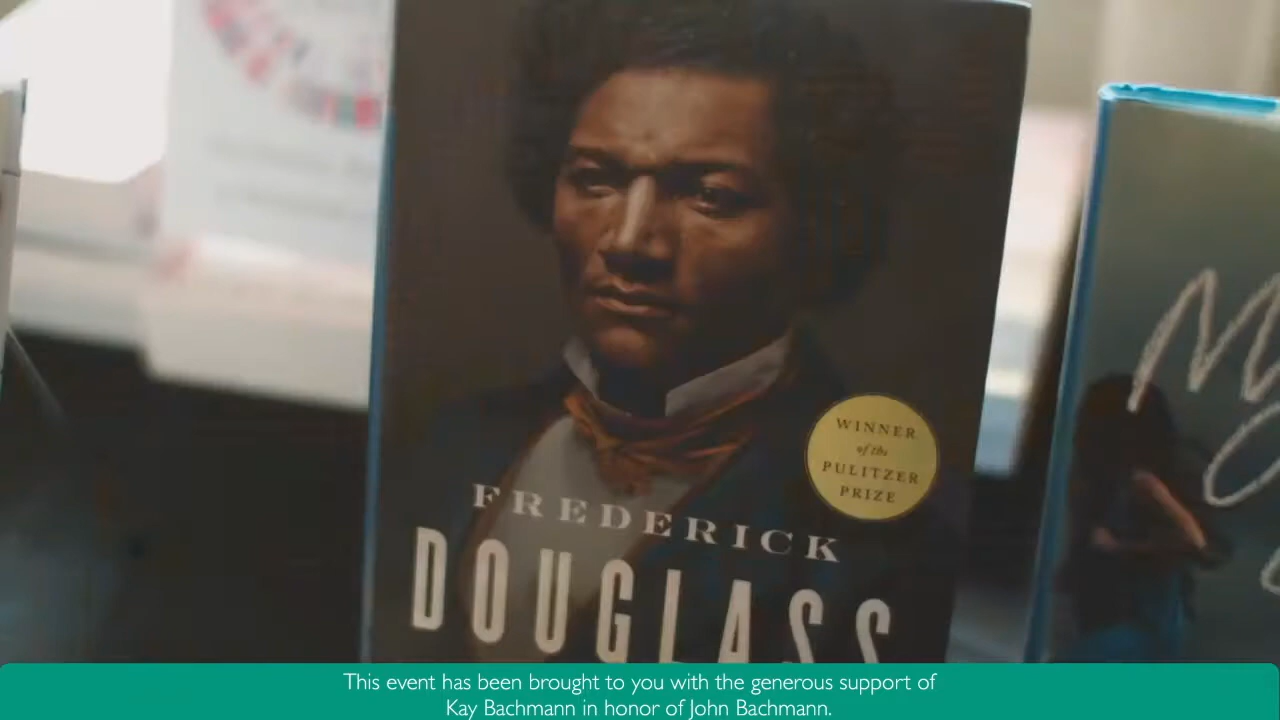 WINNER
of the
PULITZER
PRIZE
FREDERICK
DOUGLASS
This event has been brought to you with the generous support of
Kay Bachmann in honor of John Bachmann.